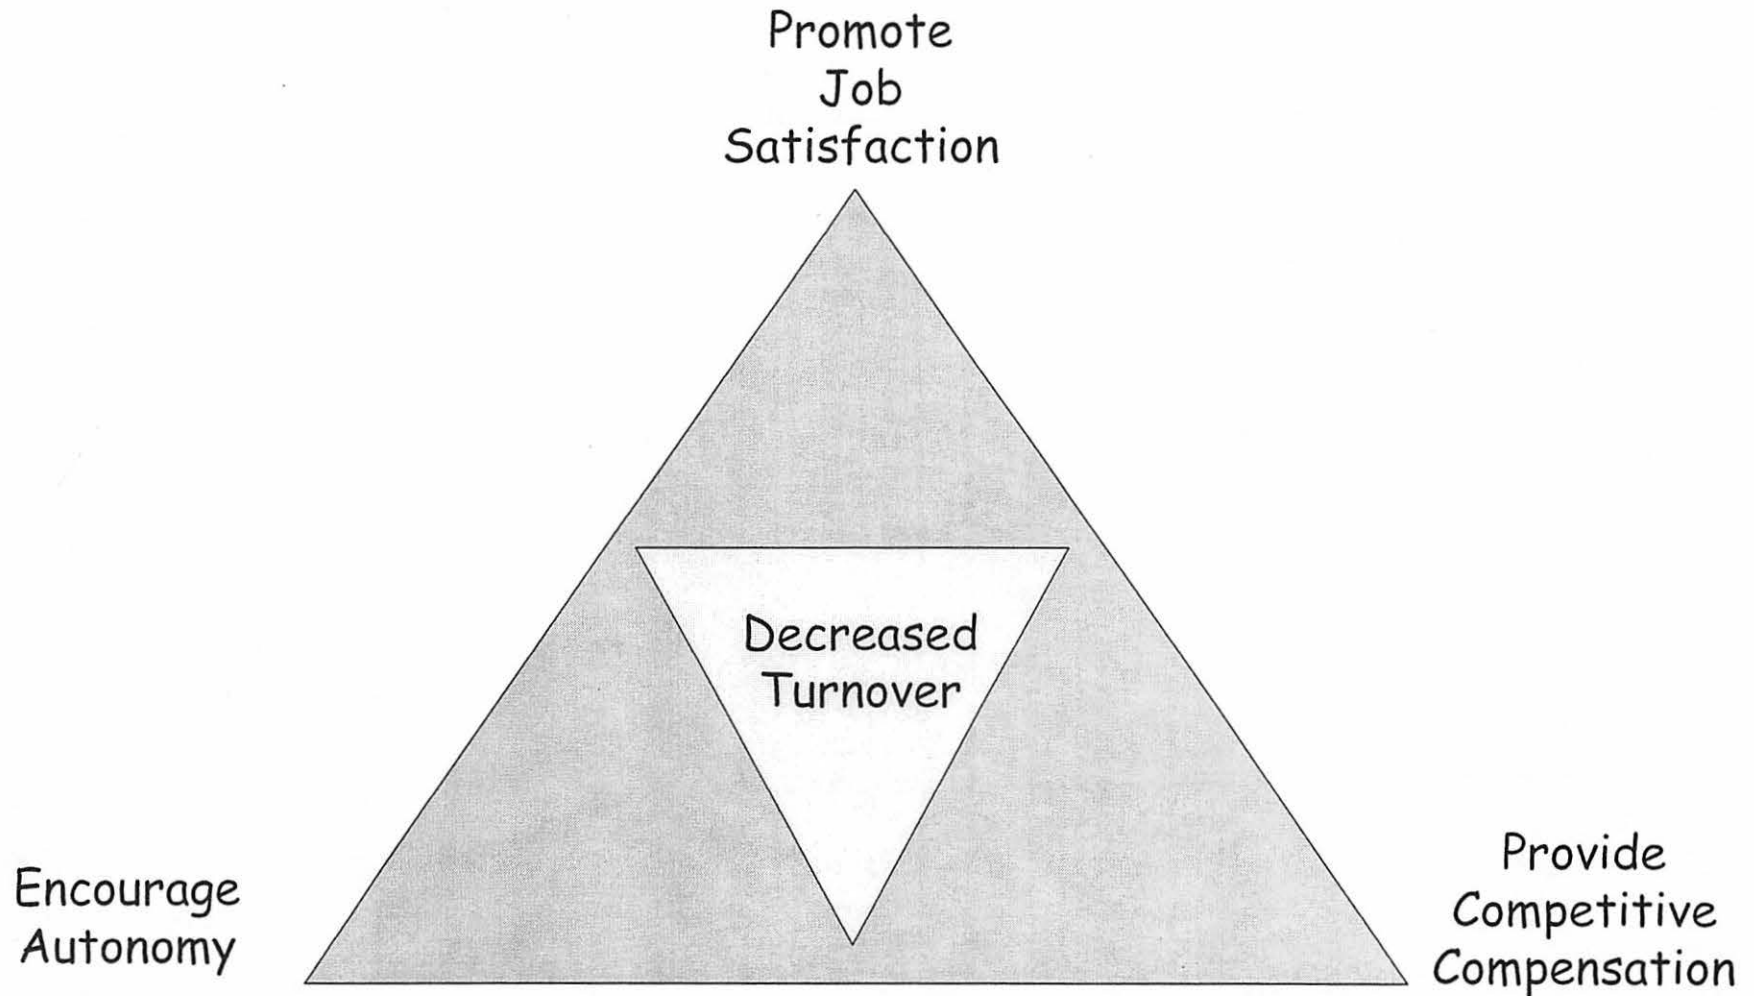 Promote
Job
Satisfaction
Decreased
Turnover
Encourage
Autonomy
Provide
Competitive
Compensation